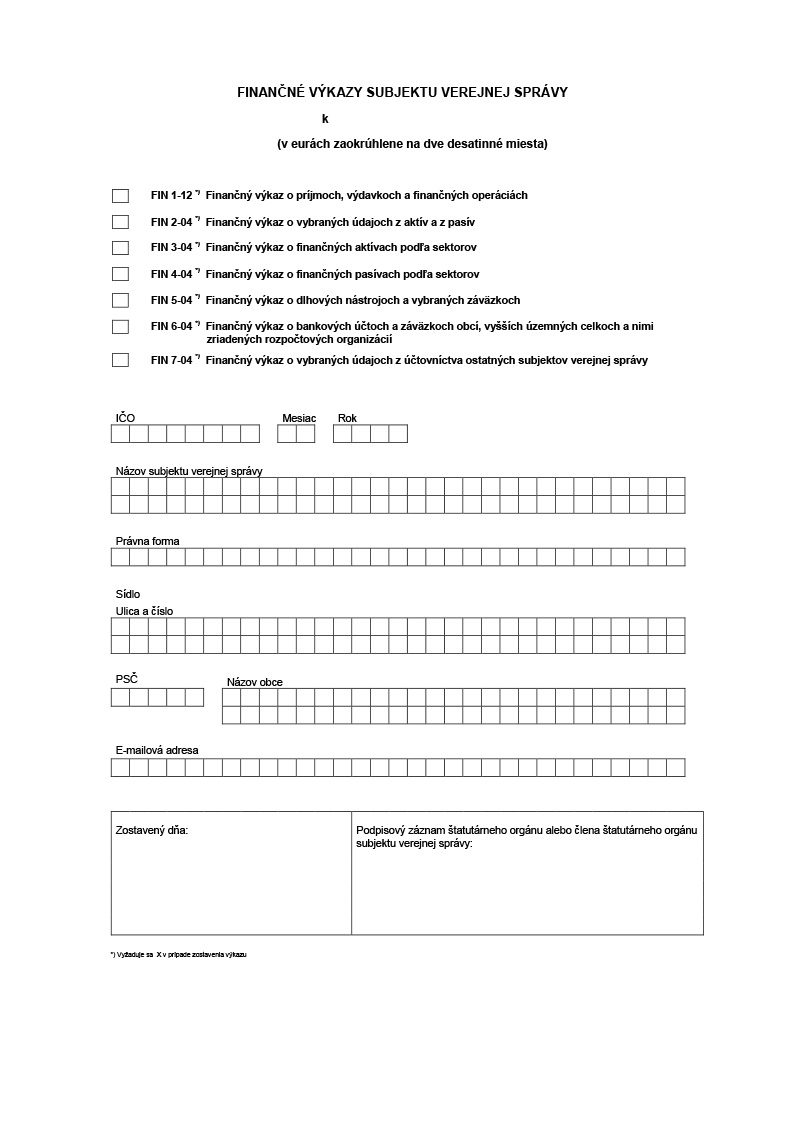 FINANČNÉ VÝKAZY SUBJEKTU VEREJNEJ SPRÁVY
k
(v eurách zaokrúhlene na dve desatinné miesta)
FIN 1-12 *) Finančný výkaz o príjmoch, výdavkoch a finančných operáciách
FIN 2-04 *) Finančný výkaz o vybraných údajoch z aktív a z pasív
FIN 3-04 *) Finančný výkaz o finančných aktívach podľa sektorov
FIN 4-04 *) Finančný výkaz o finančných pasívach podľa sektorov
FIN 5-04 *) Finančný výkaz o dlhových nástrojoch a vybraných záväzkoch
FIN 6-04 *) Finančný výkaz o bankových účtoch a záväzkoch obcí, vyšších územných celkoch a nimi
zriadených rozpočtových organizácií
FIN 7-04 *) Finančný výkaz o vybraných údajoch z účtovníctva ostatných subjektov verejnej správy
IČO Mesiac Rok
Názov subjektu verejnej správy
Právna forma
Sídlo
Ulica a číslo
PSČ Názov obce
E-mailová adresa
Zostavený dňa: Podpisový záznam štatutárneho orgánu alebo člena štatutárneho orgánu
subjektu verejnej správy:
*) Vyžaduje sa X v prípade zostavenia výkazu